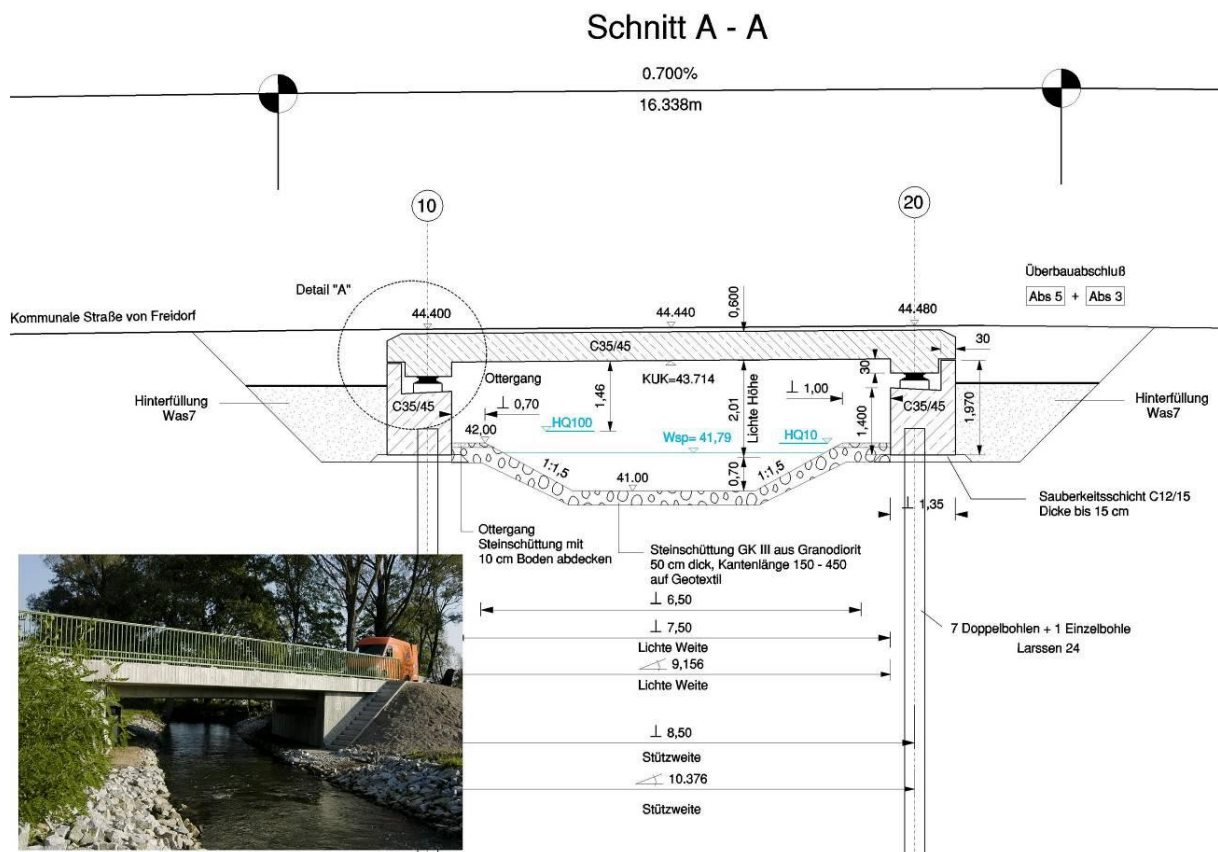 Schnitt A - A
0.700%
16.338m
10
20
Überbauabschluß
Abs 5 + Abs 3
Detail "A"
Kommunale Straße von Freidorf
44.400
44.440
0,600
44.480
C35/45
30
30
KUK=43.714
Ottergang
⊥ 0,70
1,46
2,01
Lichte Höhe
⊥ 1,00
1,400
1,970
Hinterfüllung
Was7
C35/45
C35/45
Hinterfüllung
Was7
42,00
HQ100
Wsp= 41,79
HQ10
1:1,5
41.00
0,70
1:1,5
⊥ 1,35
Sauberkeitsschicht C12/15
Dicke bis 15 cm
Ottergang
Steinschüttung mit
10 cm Boden abdecken
Steinschüttung GK III aus Granodiorit
50 cm dick, Kantenlänge 150 - 450
auf Geotextil
⊥ 6,50
⊥ 7,50
Lichte Weite
9,156
Lichte Weite
7 Doppelbohlen + 1 Einzelbohle
Larssen 24
⊥ 8,50
Stützweite
10.376
Stützweite